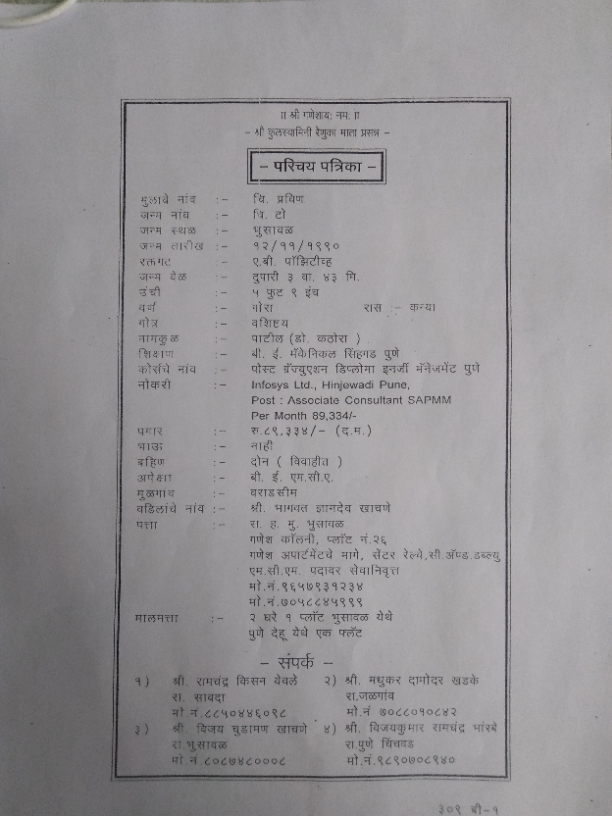 ॥ श्री गणेशाय: नम: ॥
- श्री कुलस्वामिनी रेणुका माता प्रसन्न -
- परिचय पत्रिका -
मुलाचे नांव :- चि. प्रविण
जन्म नांव :- चि. टो
जन्म स्थळ :- भुसावळ
जन्म तारीख :- १२/११/१९९०
रक्तगट :- ए.बी. पॉझिटीव्ह
जन्म वेळ :- दुपारी ३ वा. ४३ मि.
उंची :- ५ फुट ९ इंच
वर्ण :- गोरा रास :- कन्या
गोत्र :- वशिष्टय
मामकुळ :- पाटील (डो. कठोरा )
शिक्षण :- बी. ई. मॅकेनिकल सिंहगड पुणे
कोर्सचे नांव :- पोस्ट ग्रॅज्युएशन डिप्लोमा इनर्जी मॅनेजमेंट पुणे
नोकरी :- Infosys Ltd., Hinjewadi Pune,
Post : Associate Consultant SAPMM
Per Month 89,334/-
पगार :- रु.८९,३३४/- (द.म.)
भाऊ :- नाही
बहिण :- दोन ( विवाहीत )
अपेक्षा :- बी. ई. एम.सी.ए.
मुळगाव :- वराडसीम
वडिलांचे नांव :- श्री. भागवत ज्ञानदेव खाचणे
पत्ता :- रा. ह. मु. भुसावळ
गणेश कॉलनी, प्लॉट नं.२६
गणेश अपार्टमेंटचे मागे, सेंटर रेल्वे,सी.ॲण्ड.डब्ल्यु
एम.सी.एम. पदावर सेवानिवृत्त
मो.नं.९६५७९३१२३४
मो.नं.७०५८८४५९९९
मालमत्ता :- २ घरे १ प्लॉट भुसावळ येथे
पुणे देहू येथे एक फ्लॅट
- संपर्क -
१) श्री. रामचंद्र किसन येवले २) श्री. मधुकर दामोदर खडके
रा. सावदा रा.जळगांव
मो.नं.८८५०४४६०९८ मो.नं. ७०८८०१०८४२
३) श्री. विजय चुडामण खाचणे ४) श्री. विजयकुमार रामचंद्र भारंबे
रा.भुसावळ रा.पुणे चिंचवड
मो.नं.८०८७४८०००८ मो.नं.९८९०७०८९४०
३०९ बी-१